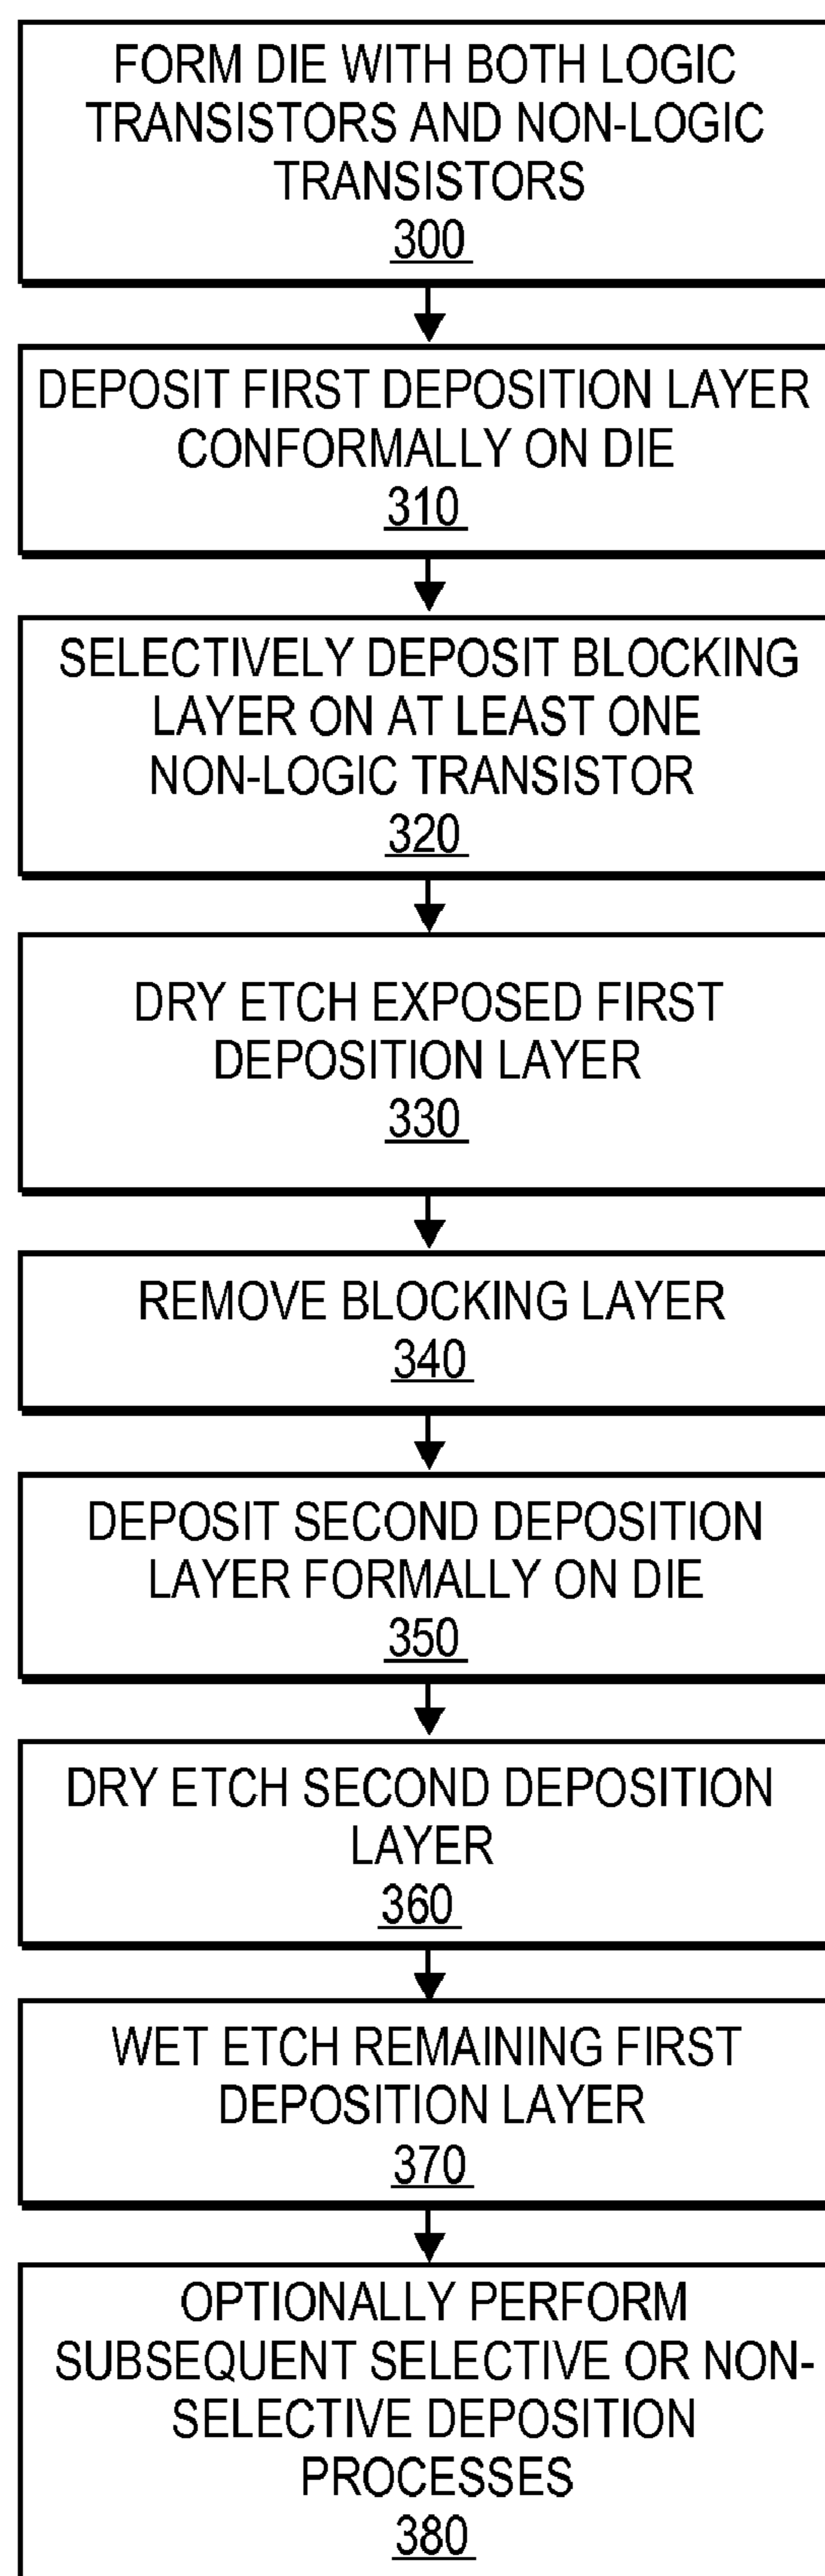 FORM DIE WITH BOTH LOGIC
TRANSISTORS AND NON-LOGIC
TRANSISTORS
300
DEPOSIT FIRST DEPOSITION LAYER
CONFORMALLY ON DIE
310
SELECTIVELY DEPOSIT BLOCKING
LAYER ON AT LEAST ONE
NON-LOGIC TRANSISTOR
320
DRY ETCH EXPOSED FIRST
DEPOSITION LAYER
330
REMOVE BLOCKING LAYER
340
DEPOSIT SECOND DEPOSITION
LAYER FORMALLY ON DIE
350
DRY ETCH SECOND DEPOSITION
LAYER
360
WET ETCH REMAINING FIRST
DEPOSITION LAYER
370
OPTIONALLY PERFORM
SUBSEQUENT SELECTIVE OR NON-
SELECTIVE DEPOSITION
PROCESSES
380